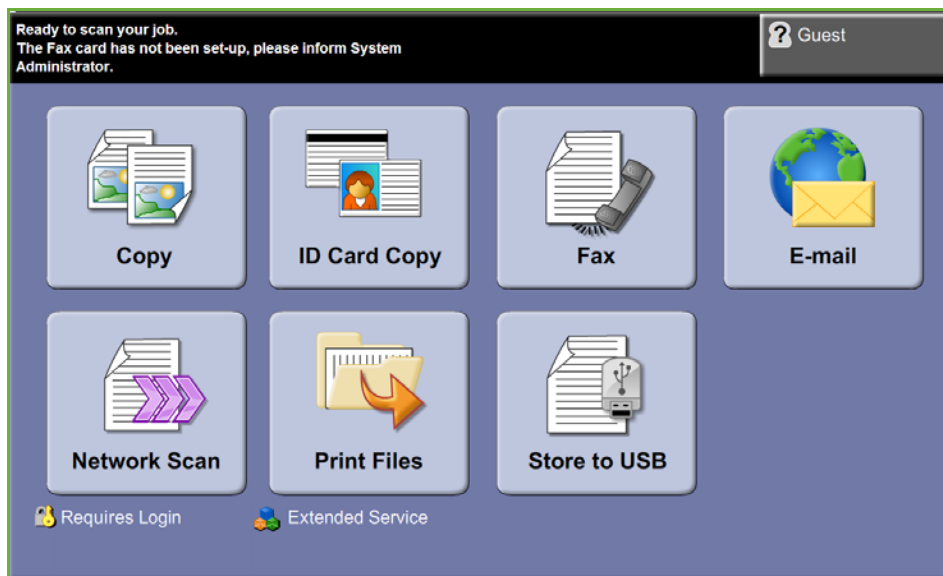 Ready to scan your job.
The Fax card has not been set-up, please inform System
Administrator.
? Guest
Copy
ID Card Copy
Fax
E-mail
Network Scan
Print Files
Store to USB
Requires Login
Extended Service